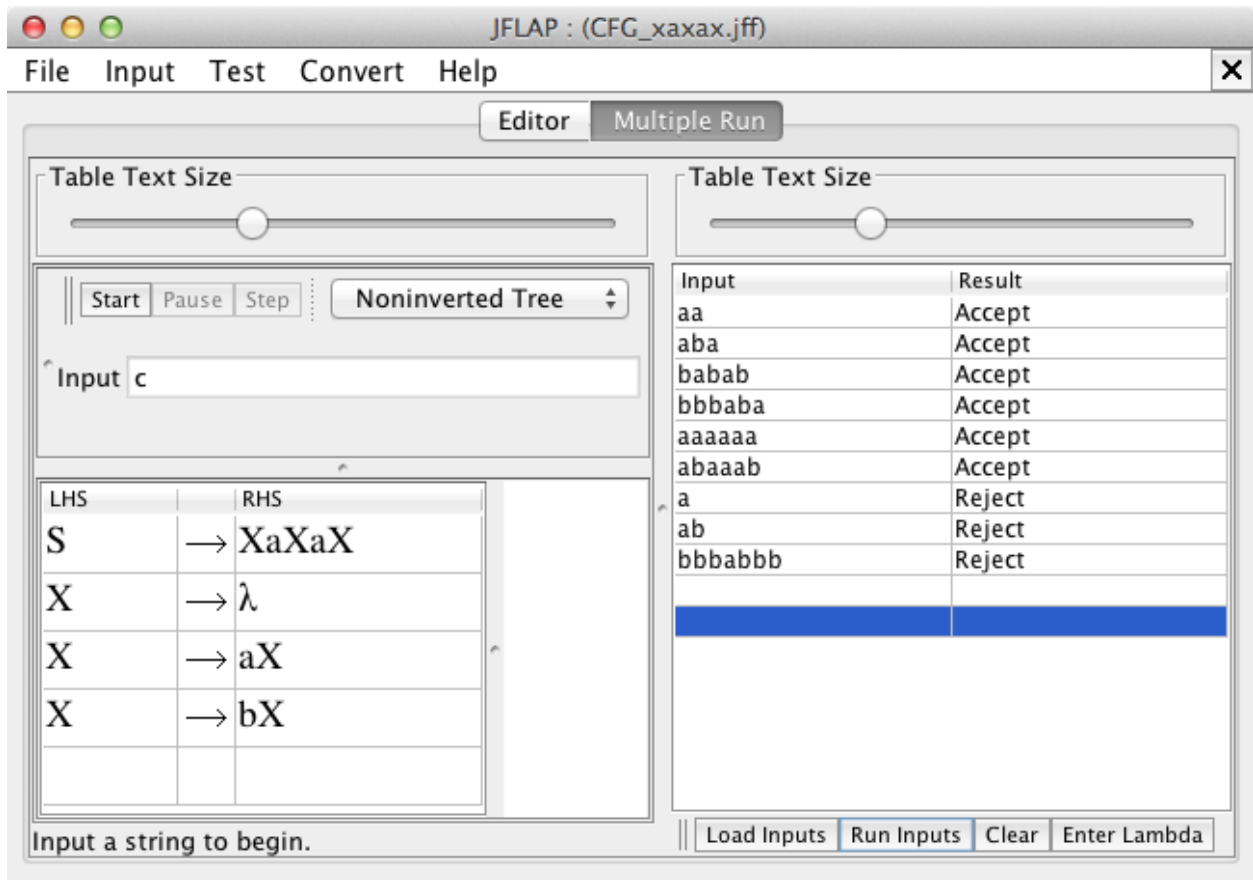 JFLAP : (CFG_xaxax.jff)
File Input Test Convert Help
Editor Multiple Run
Table Text Size
Start Pause Step Noninverted Tree
Input c
LHS RHS
S → XaXaX
X → λ
X → aX
X → bX
Input a string to begin.
Table Text Size
Input Result
aa Accept
aba Accept
babab Accept
bbbaba Accept
aaaaaa Accept
abaaab Accept
a Reject
ab Reject
bbbabbb Reject
Load Inputs Run Inputs Clear Enter Lambda